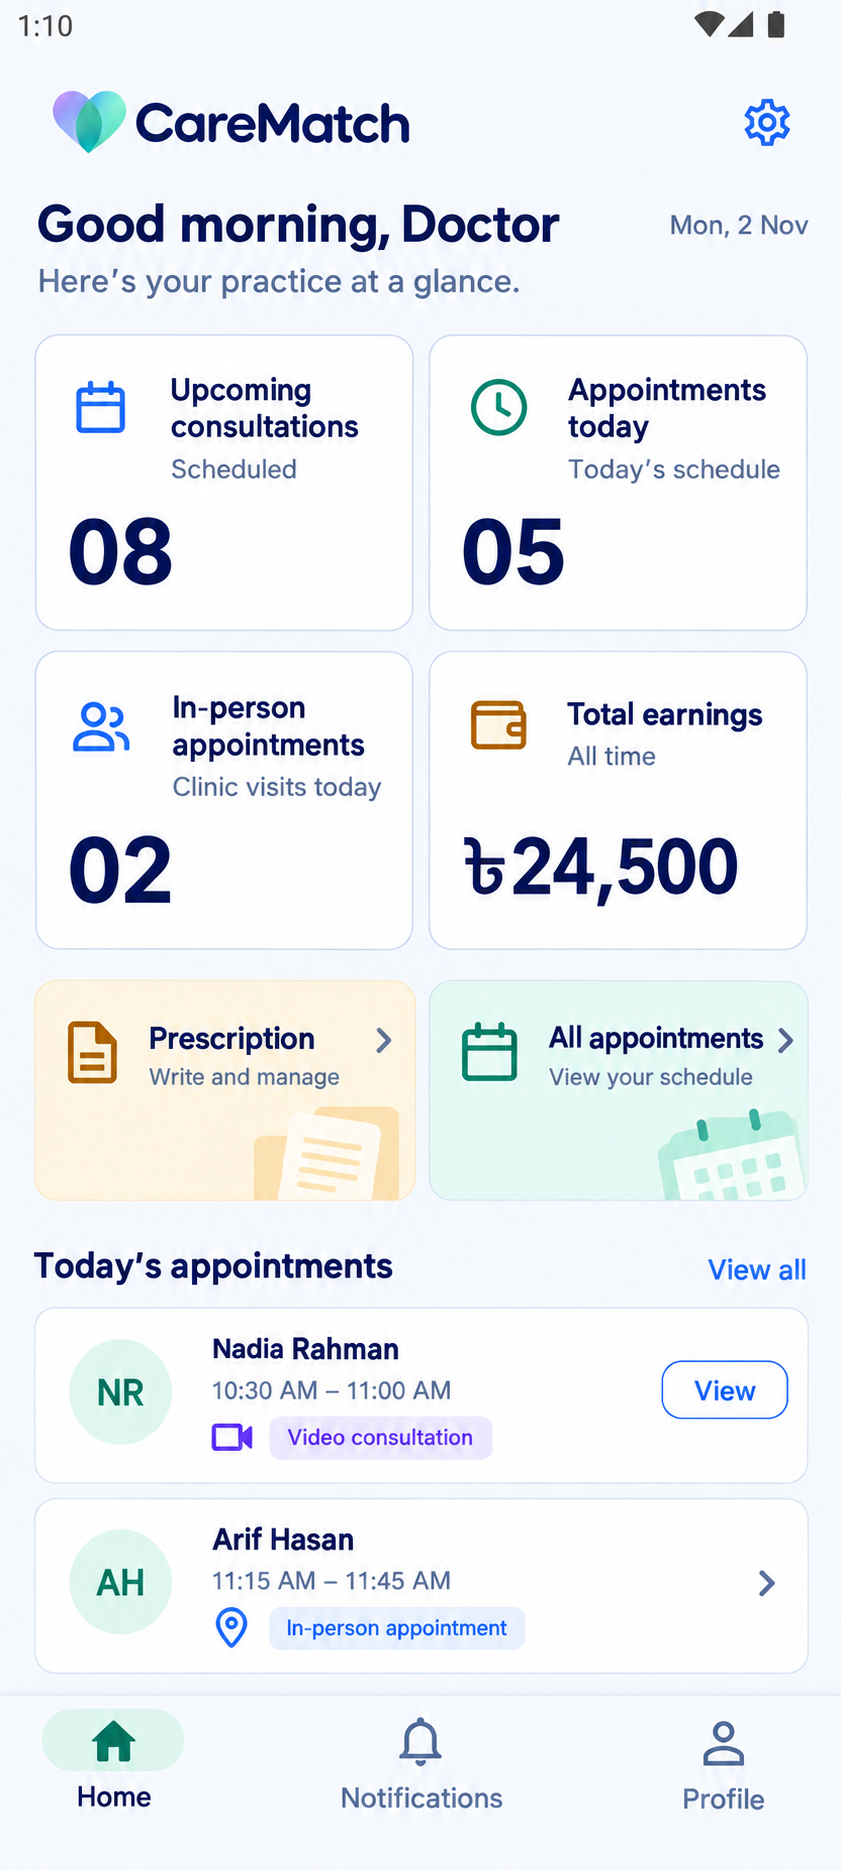 1:10
CareMatch
Good morning, Doctor
Mon, 2 Nov
Here's your practice at a glance.
Upcoming
consultations
Scheduled
08
Appointments
today
Today's schedule
05
In-person
appointments
Clinic visits today
02
Total earnings
All time
৳24,500
Prescription
Write and manage
All appointments
View your schedule
Today's appointments
View all
NR
Nadia Rahman
10:30 AM – 11:00 AM
Video consultation
View
AH
Arif Hasan
11:15 AM – 11:45 AM
In-person appointment
Home
Notifications
Profile